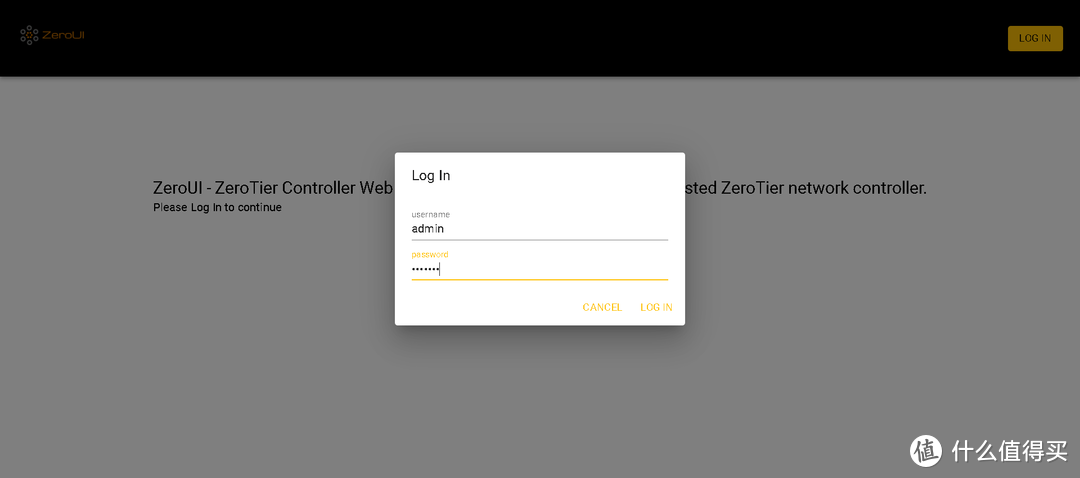 ZeroUI
LOG IN
Log In
ZeroUI - ZeroTier Controller Web sted ZeroTier network controller.
Please Log In to continue
username
admin
password
•••••••
CANCEL LOG IN
值 什么值得买